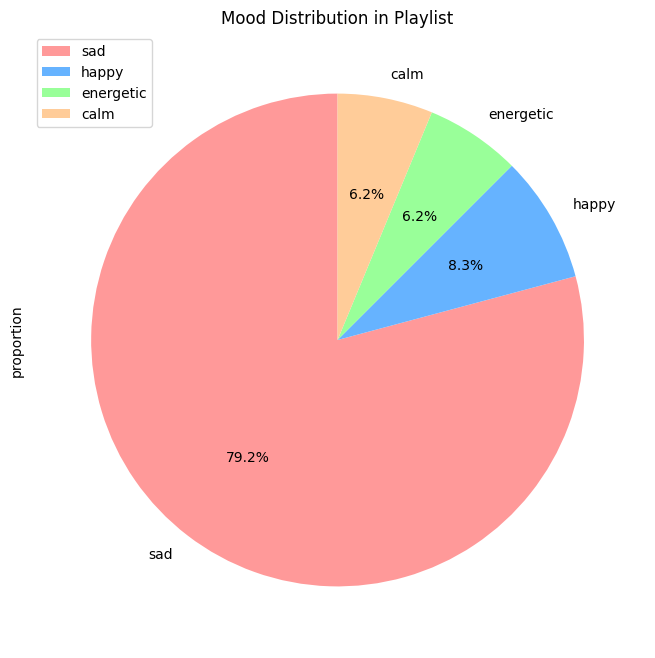 Mood Distribution in Playlist
sad
happy
energetic
calm
calm
energetic
happy
6.2%
6.2%
8.3%
proportion
79.2%
sad